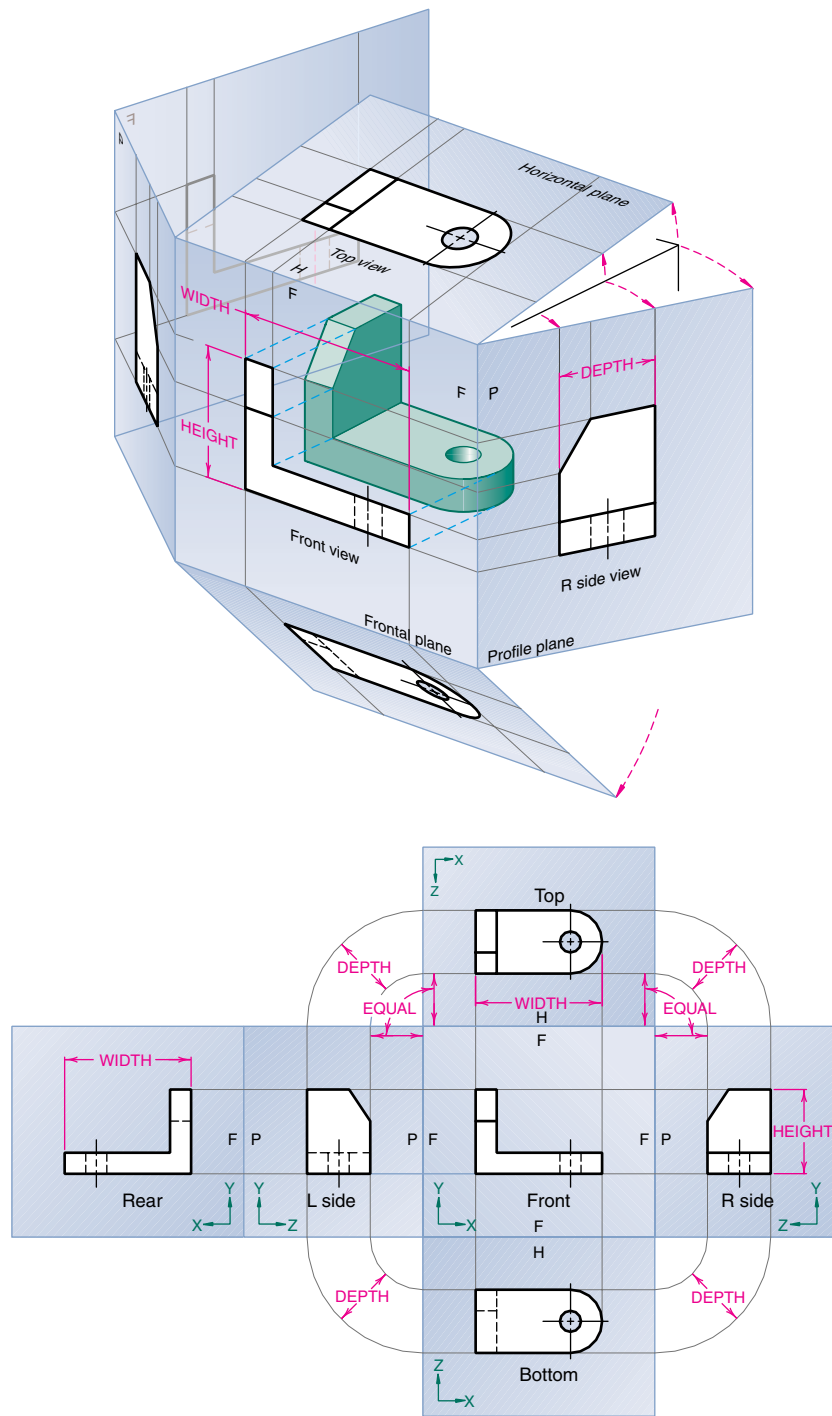 F
P
Horizontal plane
Top view
H
F
WIDTH
F P
DEPTH
HEIGHT
Front view
R side view
Frontal plane
Profile plane
X
Z
Top
DEPTH
DEPTH
EQUAL
WIDTH
EQUAL
H
F
WIDTH
HEIGHT
F P
P F
F P
Rear
L side
Front
R side
Y
X
Y
Z
Y
X
Y
Z
F
H
DEPTH
DEPTH
Bottom
Z
X